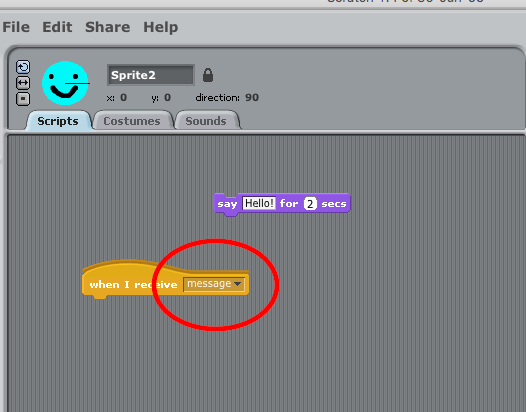 File Edit Share Help
Sprite2
x: 0 y: 0 direction: 90
Scripts Costumes Sounds
say Hello! for 2 secs
when I receive message